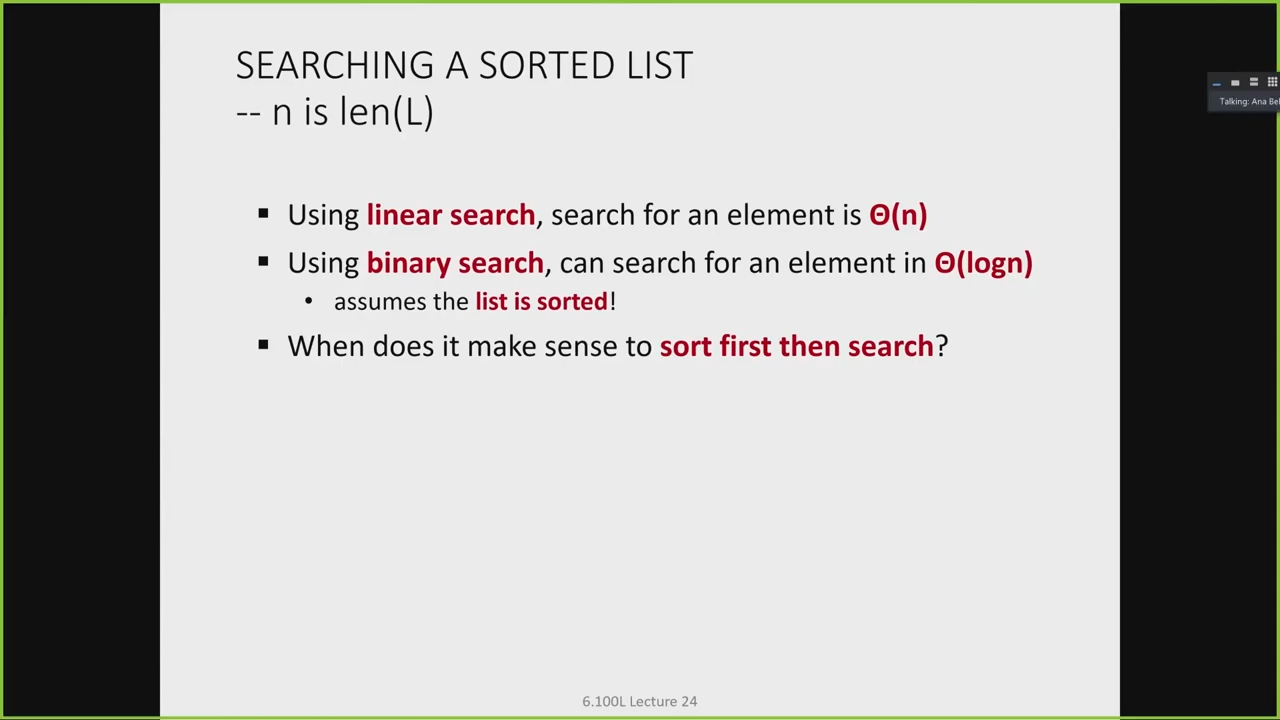 SEARCHING A SORTED LIST
-- n is len(L)
Talking: Ana Bel
▪ Using linear search, search for an element is Θ(n)
▪ Using binary search, can search for an element in Θ(logn)
• assumes the list is sorted!
▪ When does it make sense to sort first then search?
6.100L Lecture 24